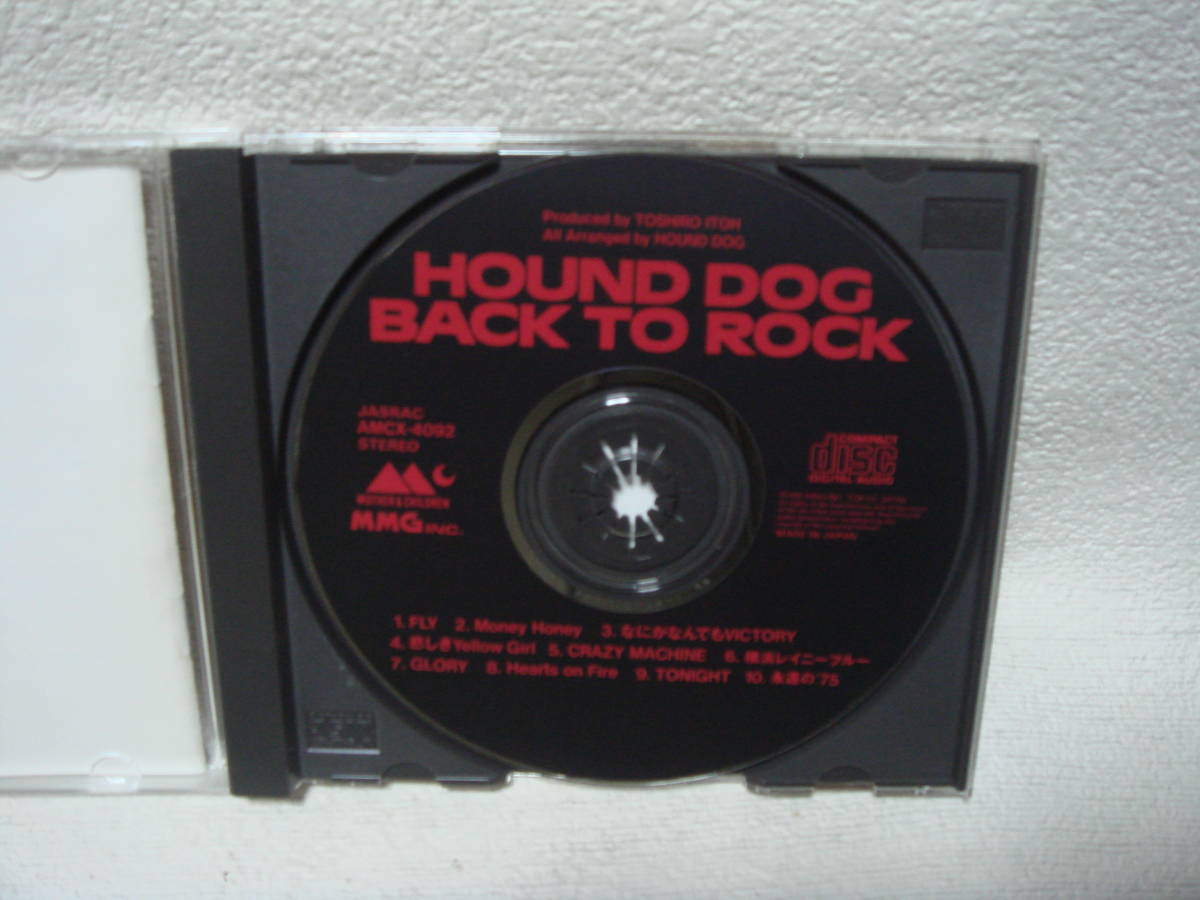 Produced by TOSHIRO ITOH
All Arranged by HOUND DOG
HOUND DOG
BACK TO ROCK
JASRAC
AMCX-4092
STEREO
MOTHER & CHILDREN
MMG INC.
COMPACT
disc
DIGITAL AUDIO
MADE IN JAPAN
1. FLY 2. Money Honey 3. なにがなんでもVICTORY
4. 悲しきYellow Girl 5. CRAZY MACHINE 6. 横浜レイニーブルー
7. GLORY 8. Hearts on Fire 9. TONIGHT 10. 永遠の'75